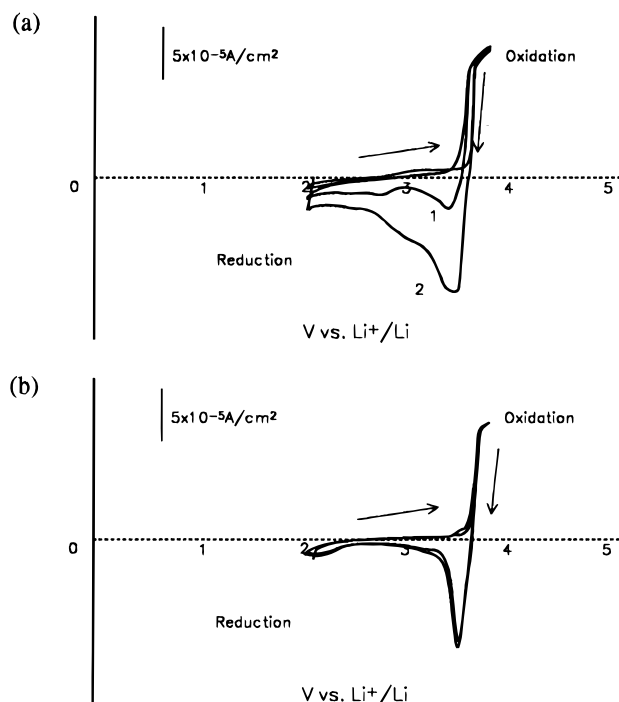 (a)
5x10⁻⁵A/cm²
Oxidation
0 1 2 3 4 5
1
Reduction
2
V vs. Li⁺/Li
(b)
5x10⁻⁵A/cm²
Oxidation
0 1 2 3 4 5
Reduction
V vs. Li⁺/Li